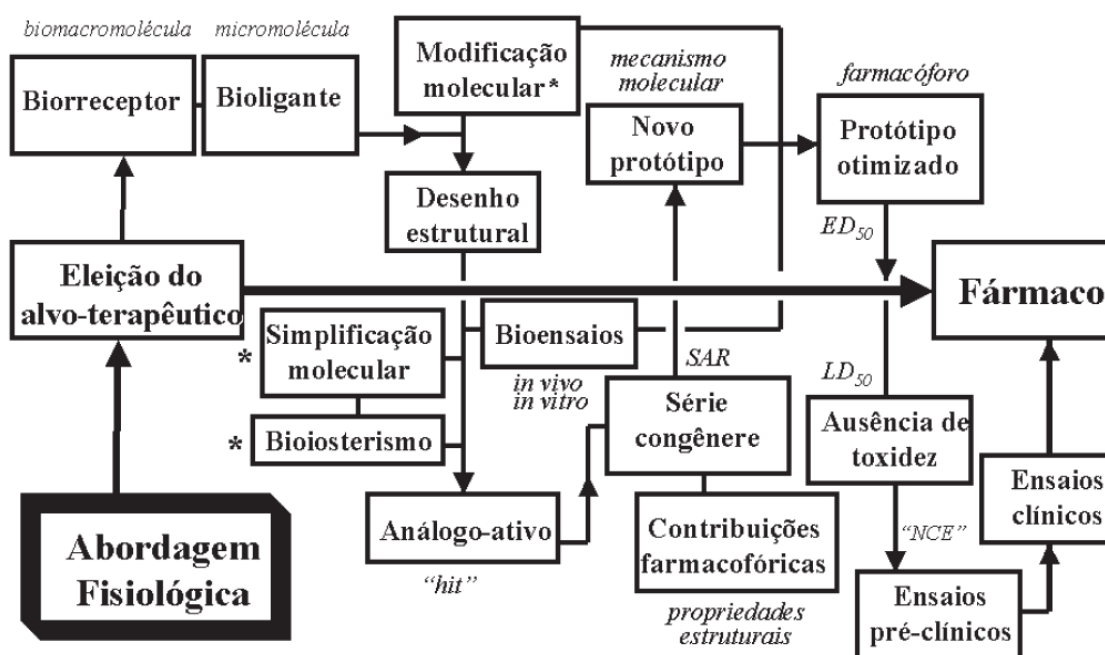 biomacromolécula
micromolécula
Biorreceptor
Bioligante
Modificação
molecular*
mecanismo
molecular
Novo
protótipo
farmacóforo
Protótipo
otimizado
Desenho
estrutural
ED50
Eleição do
alvo-terapêutico
Fármaco
*
Simplificação
molecular
Bioensaios
in vivo
in vitro
SAR
LD50
*
Bioiosterismo
Série
congênere
Ausência de
toxidez
Ensaios
clínicos
Abordagem
Fisiológica
Análogo-ativo
"hit"
Contribuições
farmacofóricas
propriedades
estruturais
"NCE"
Ensaios
pré-clínicos